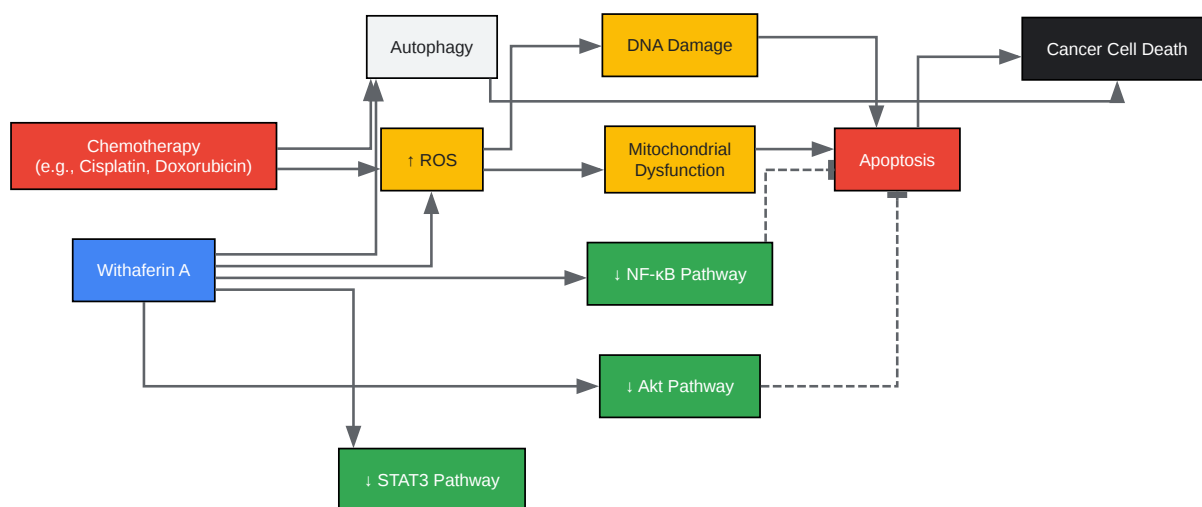 Autophagy
DNA Damage
Cancer Cell Death
Chemotherapy
(e.g., Cisplatin, Doxorubicin)
↑ ROS
Mitochondrial
Dysfunction
Apoptosis
Withaferin A
↓ NF-κB Pathway
↓ Akt Pathway
↓ STAT3 Pathway